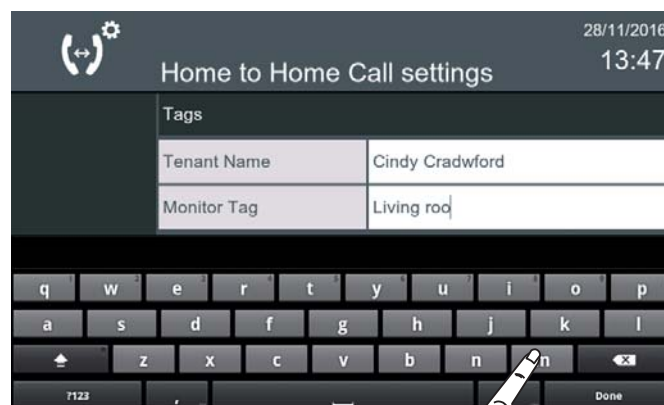 28/11/2016
13:47
Home to Home Call settings
Tags
Tenant Name Cindy Cradwford
Monitor Tag Living roo
q w e r t y u i o p
a s d f g h j k l
z x c v b n
?123 , Done